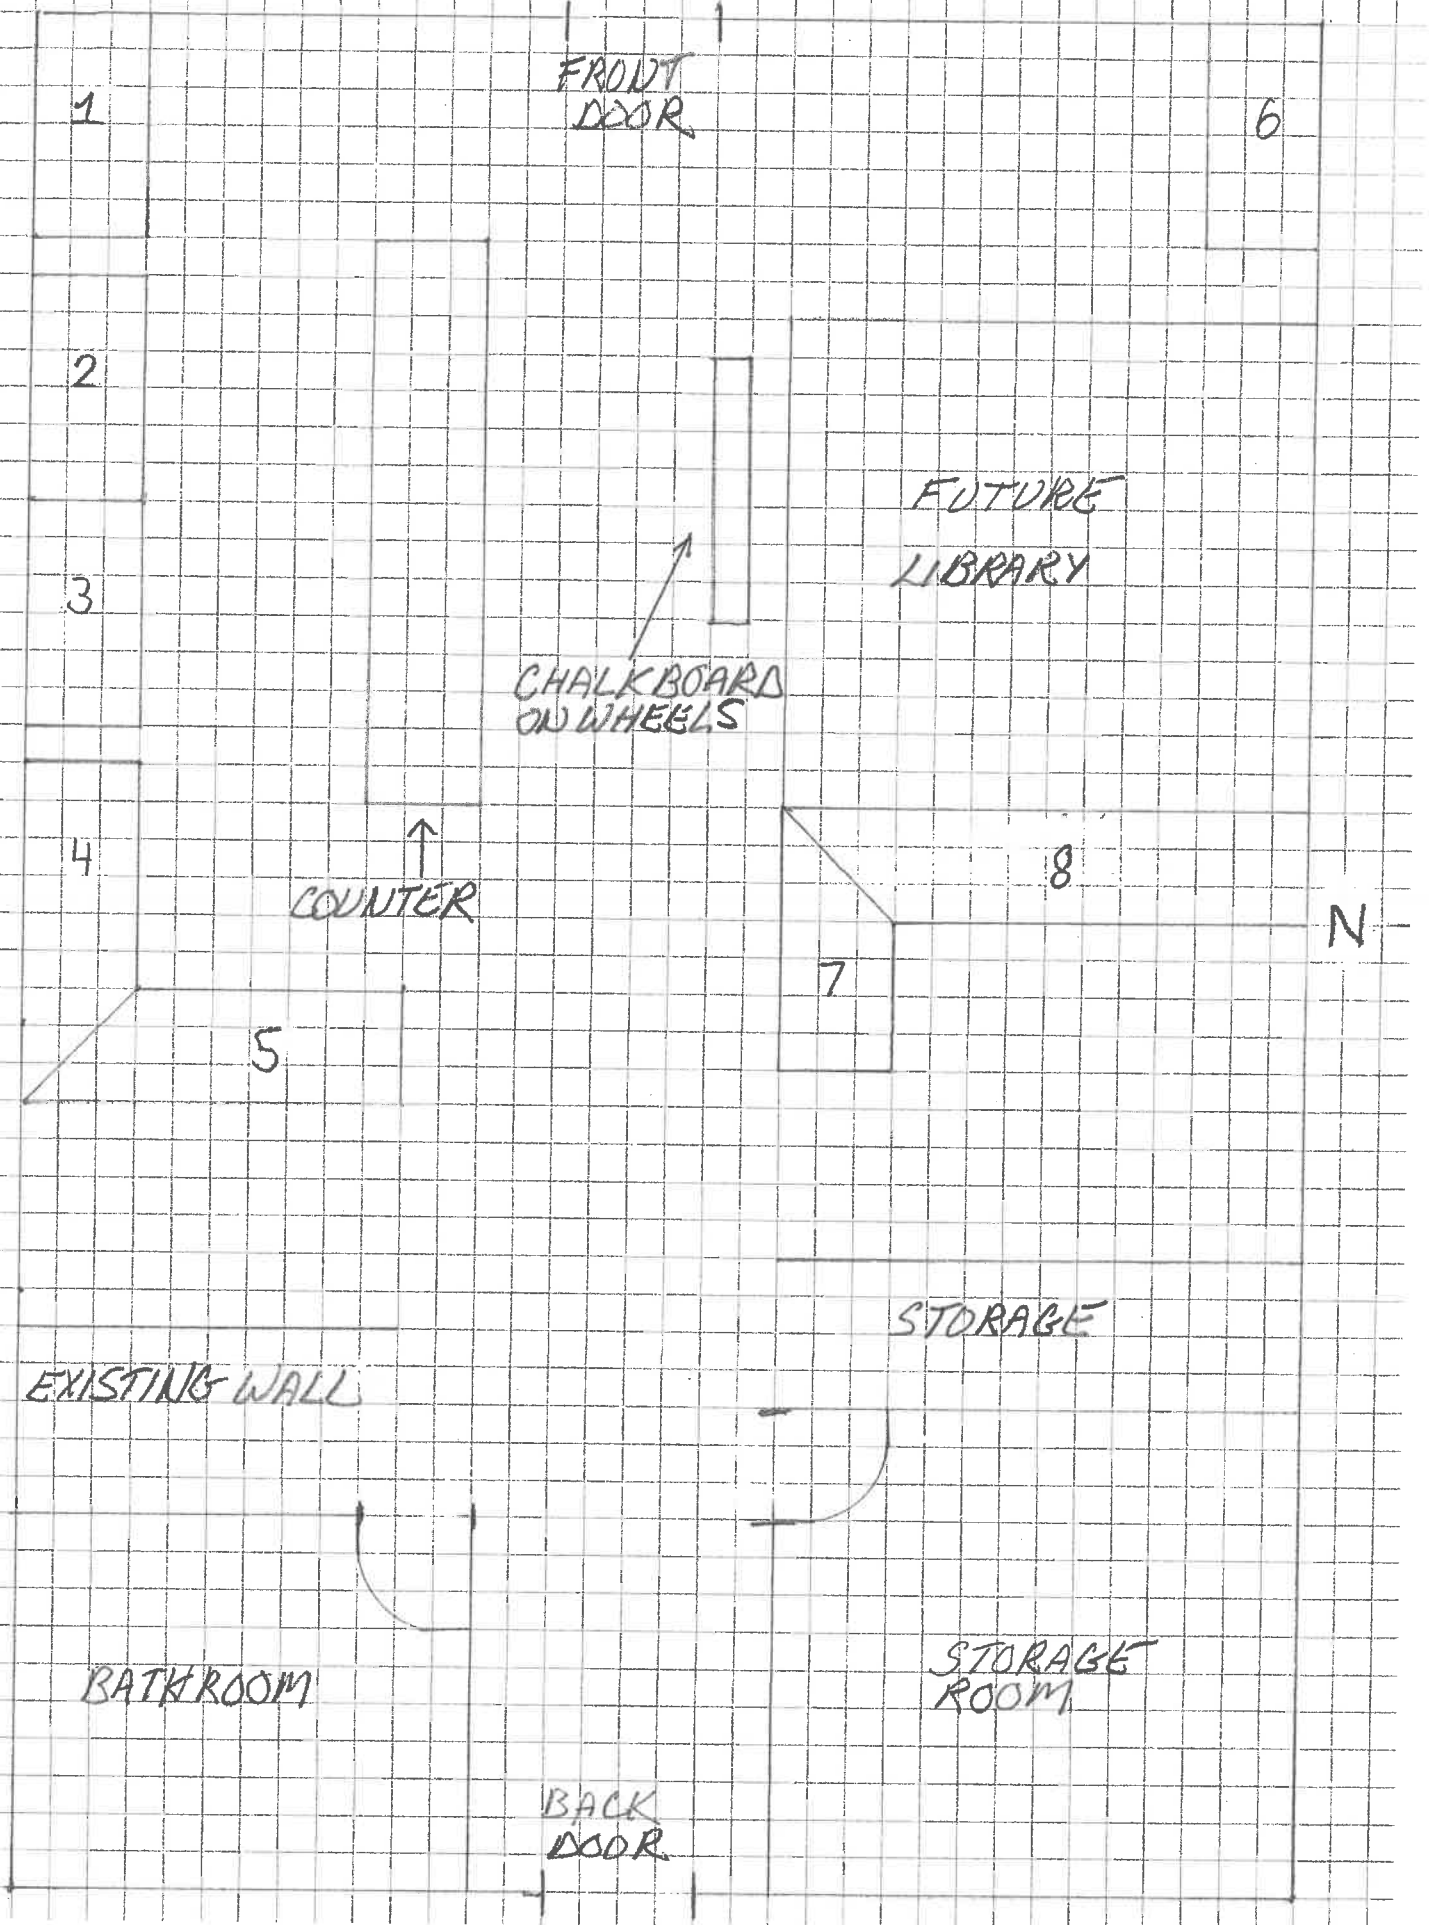 FRONT
DOOR
1
6
2
FUTURE
LIBRARY
3
CHALKBOARD
ON WHEELS
4
8
COUNTER
N
7
5
STORAGE
EXISTING WALL
STORAGE
ROOM
BATHROOM
BACK
DOOR